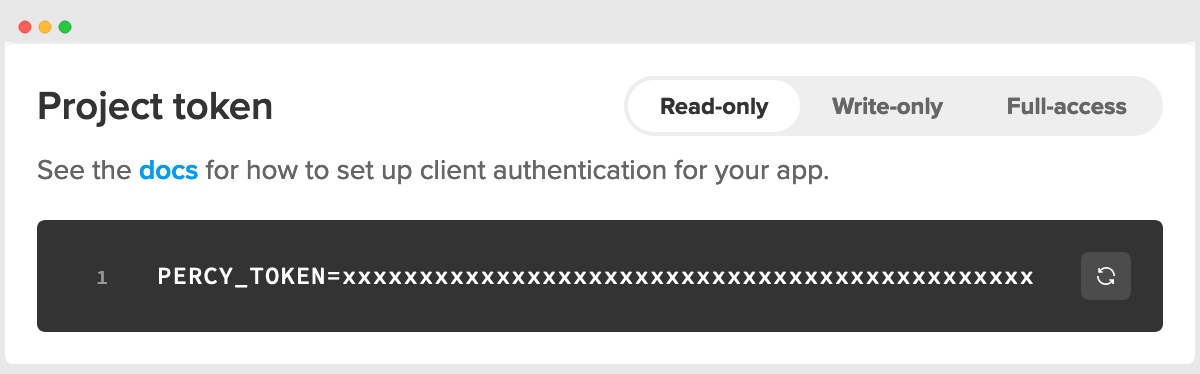 Project token
Read-only Write-only Full-access
See the docs for how to set up client authentication for your app.
1 PERCY_TOKEN=xxxxxxxxxxxxxxxxxxxxxxxxxxxxxxxxxxxxxxxxxxxxx